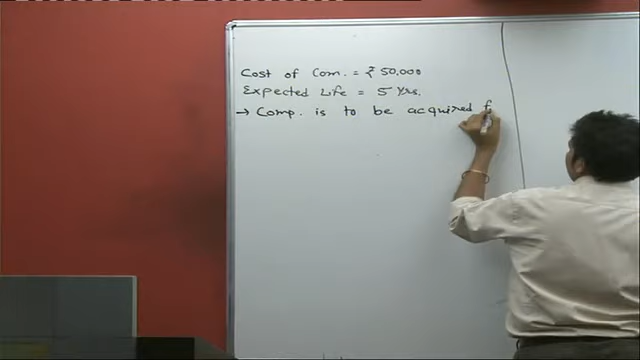 Cost of Com. = ₹ 50,000
Expected Life = 5 Yrs.
→ Comp. is to be acquired f